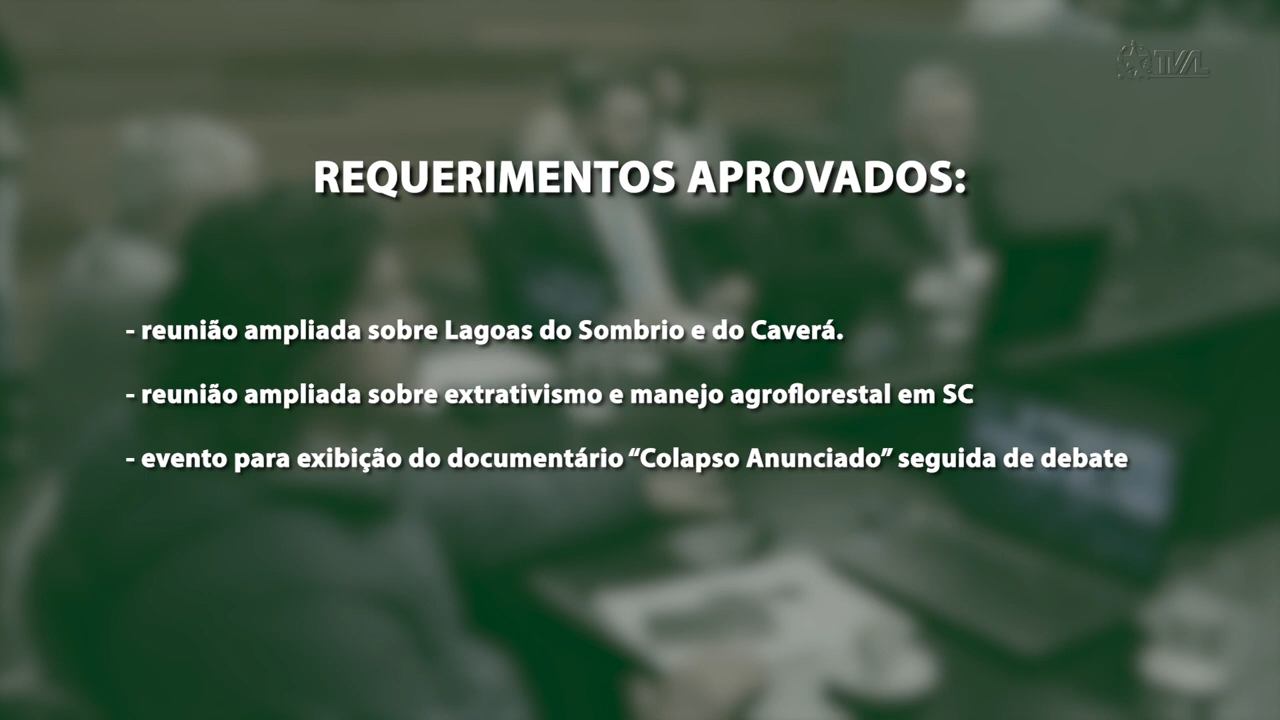 TVAL
REQUERIMENTOS APROVADOS:
- reunião ampliada sobre Lagoas do Sombrio e do Caverá.
- reunião ampliada sobre extrativismo e manejo agroflorestal em SC
- evento para exibição do documentário “Colapso Anunciado” seguida de debate